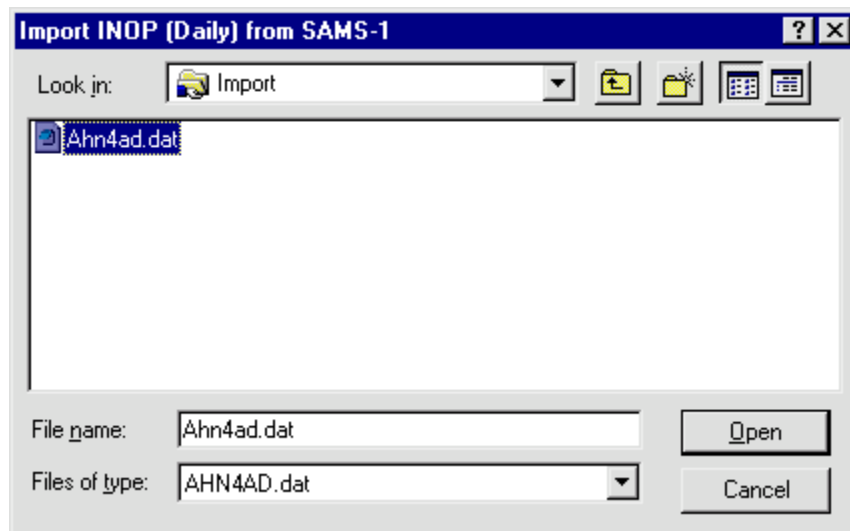 Import INOP (Daily) from SAMS-1
Look in: Import
Ahn4ad.dat
File name: Ahn4ad.dat Open
Files of type: AHN4AD.dat Cancel